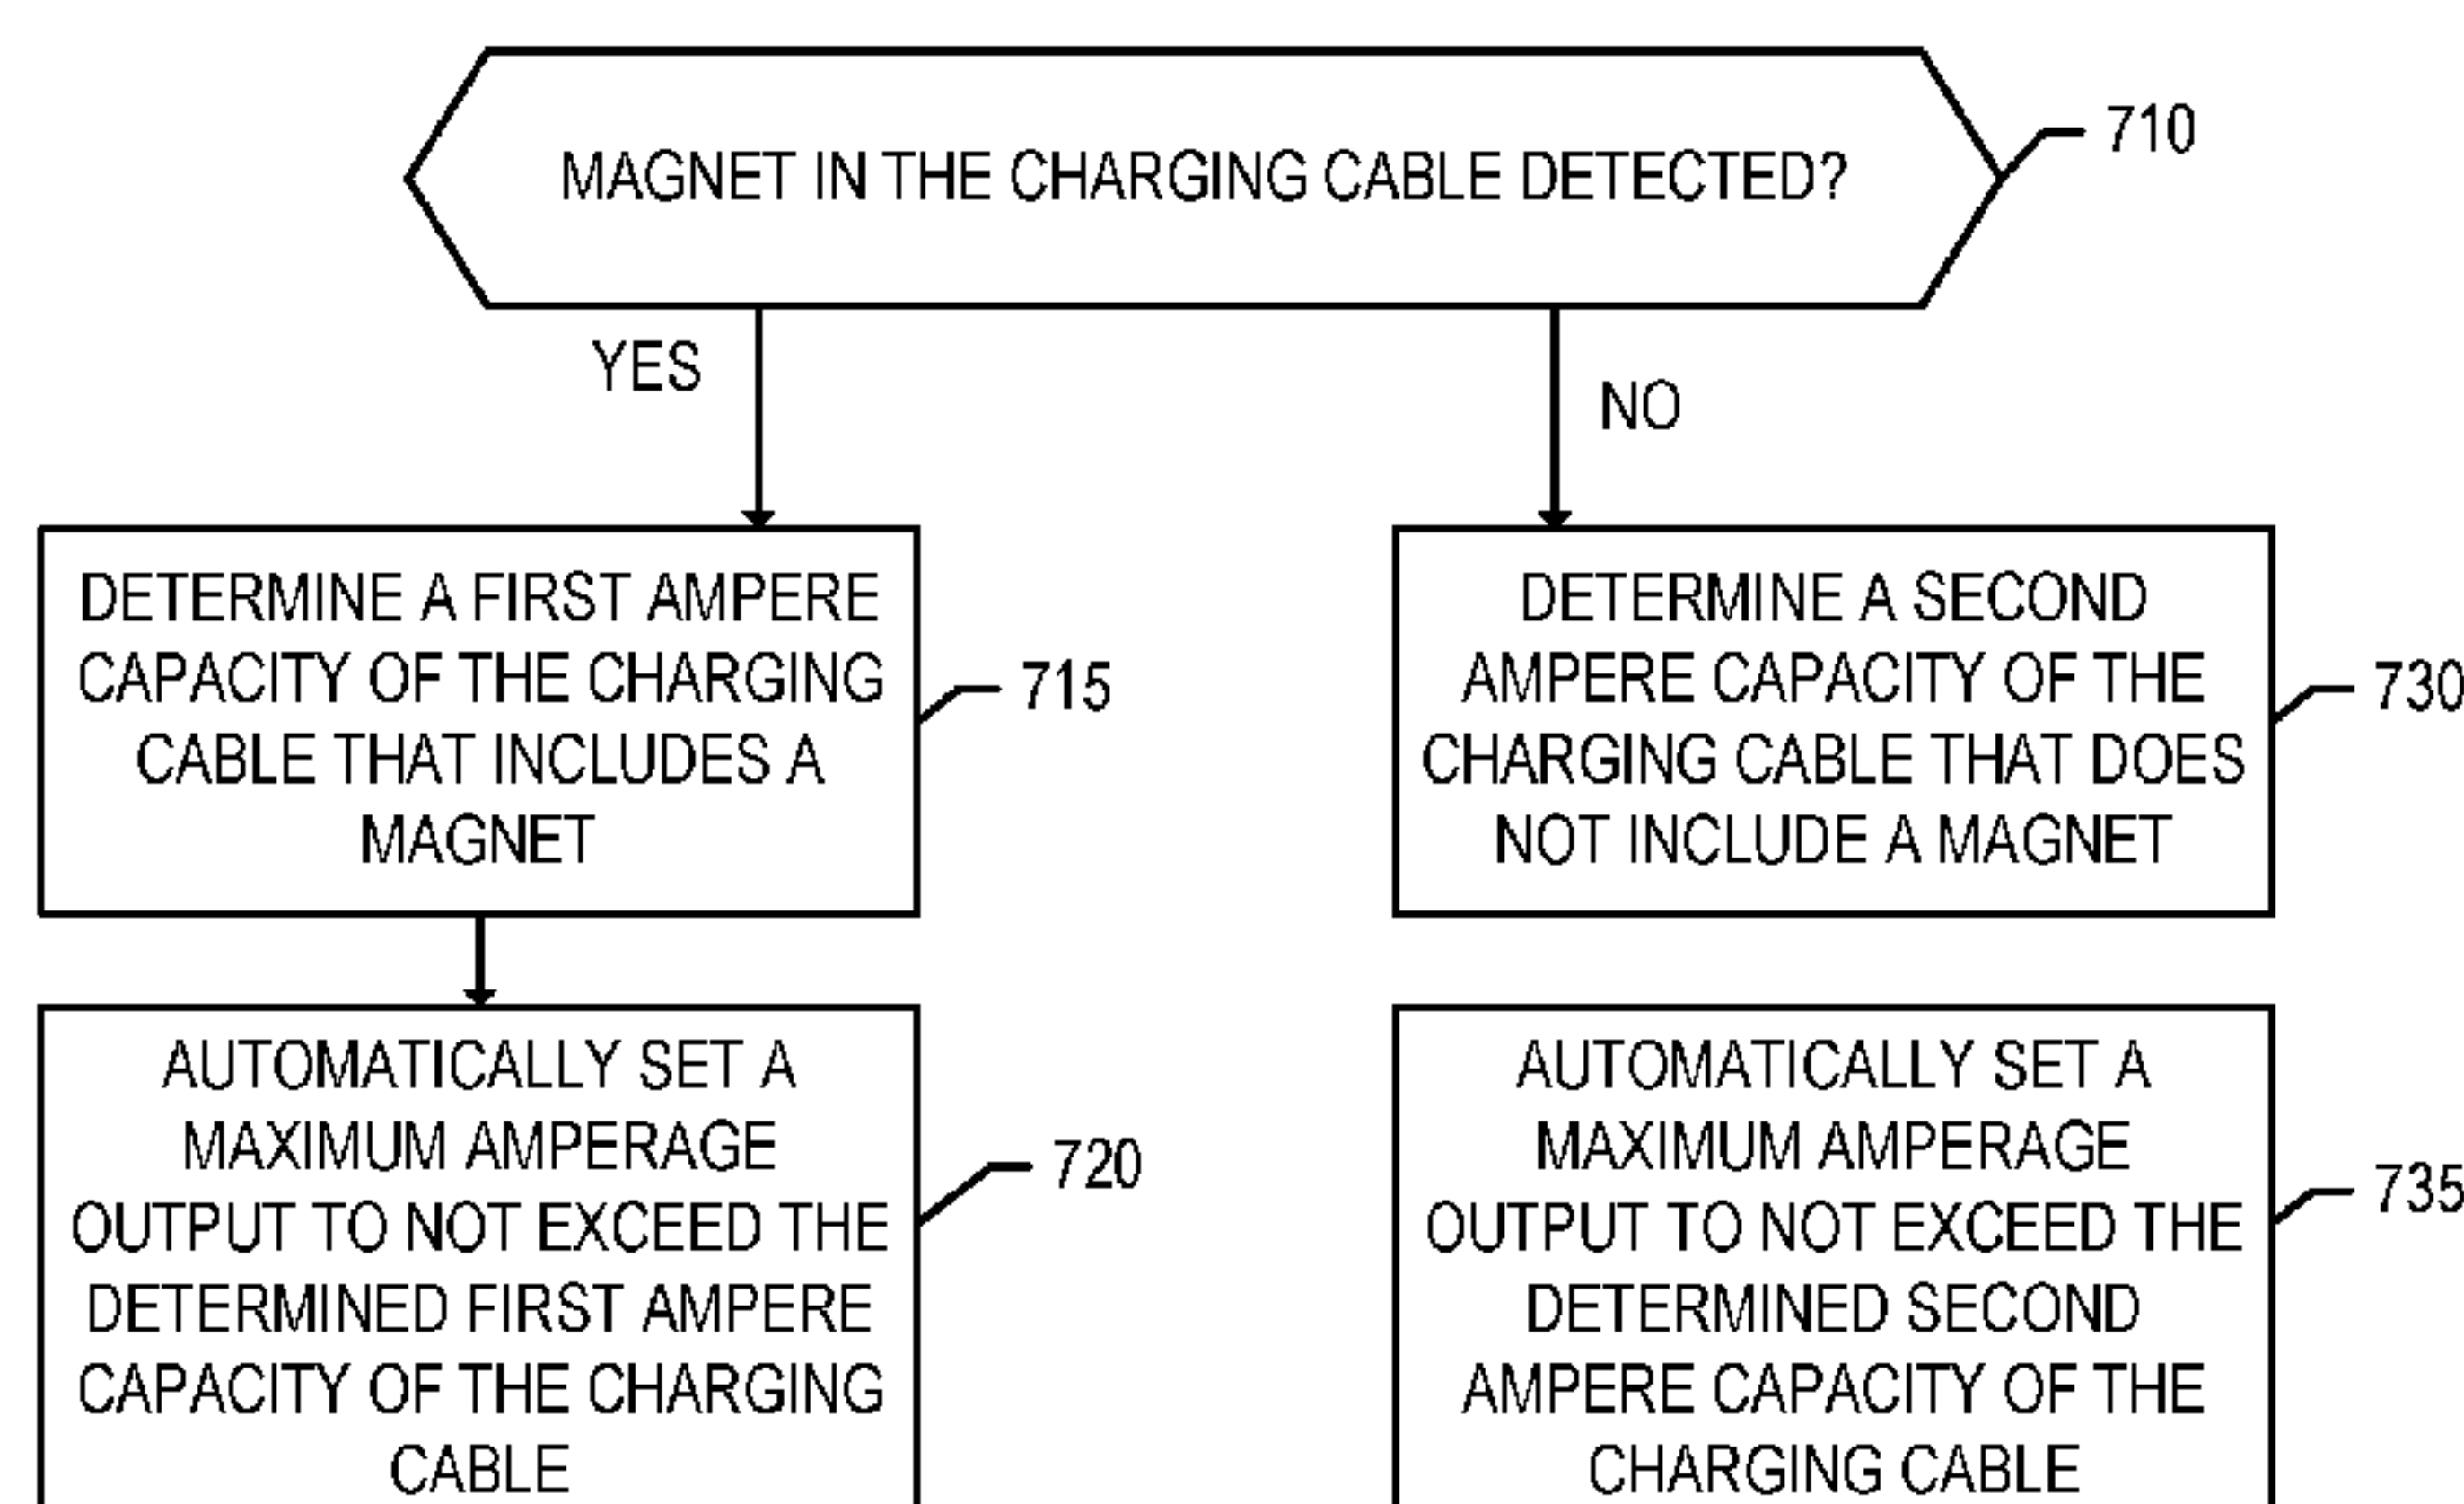 MAGNET IN THE CHARGING CABLE DETECTED?
710
YES
NO
DETERMINE A FIRST AMPERE
CAPACITY OF THE CHARGING
CABLE THAT INCLUDES A
MAGNET
715
DETERMINE A SECOND
AMPERE CAPACITY OF THE
CHARGING CABLE THAT DOES
NOT INCLUDE A MAGNET
730
AUTOMATICALLY SET A
MAXIMUM AMPERAGE
OUTPUT TO NOT EXCEED THE
DETERMINED FIRST AMPERE
CAPACITY OF THE CHARGING
CABLE
720
AUTOMATICALLY SET A
MAXIMUM AMPERAGE
OUTPUT TO NOT EXCEED THE
DETERMINED SECOND
AMPERE CAPACITY OF THE
CHARGING CABLE
735